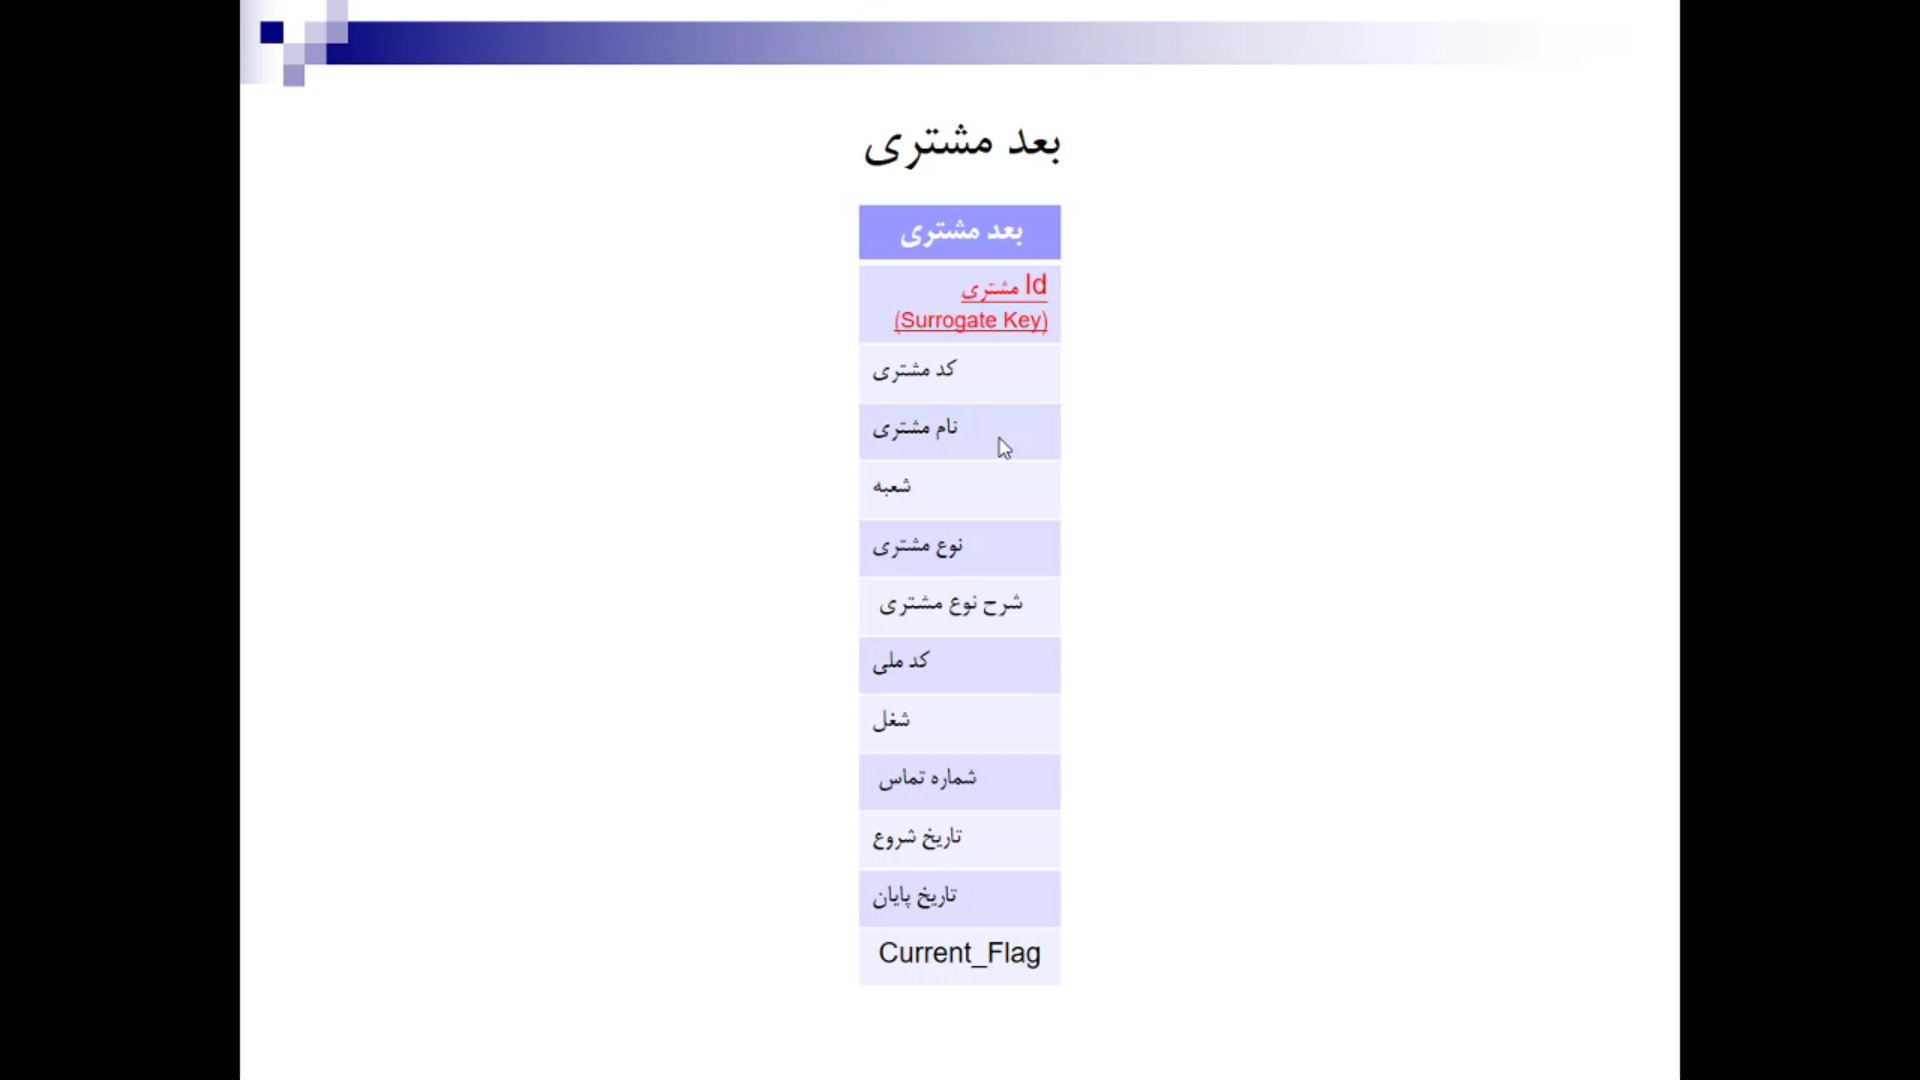 بعد مشتری
بعد مشتری
Id مشتری
(Surrogate Key)
کد مشتری
نام مشتری
شعبه
نوع مشتری
شرح نوع مشتری
کد ملی
شغل
شماره تماس
تاریخ شروع
تاریخ پایان
Current_Flag